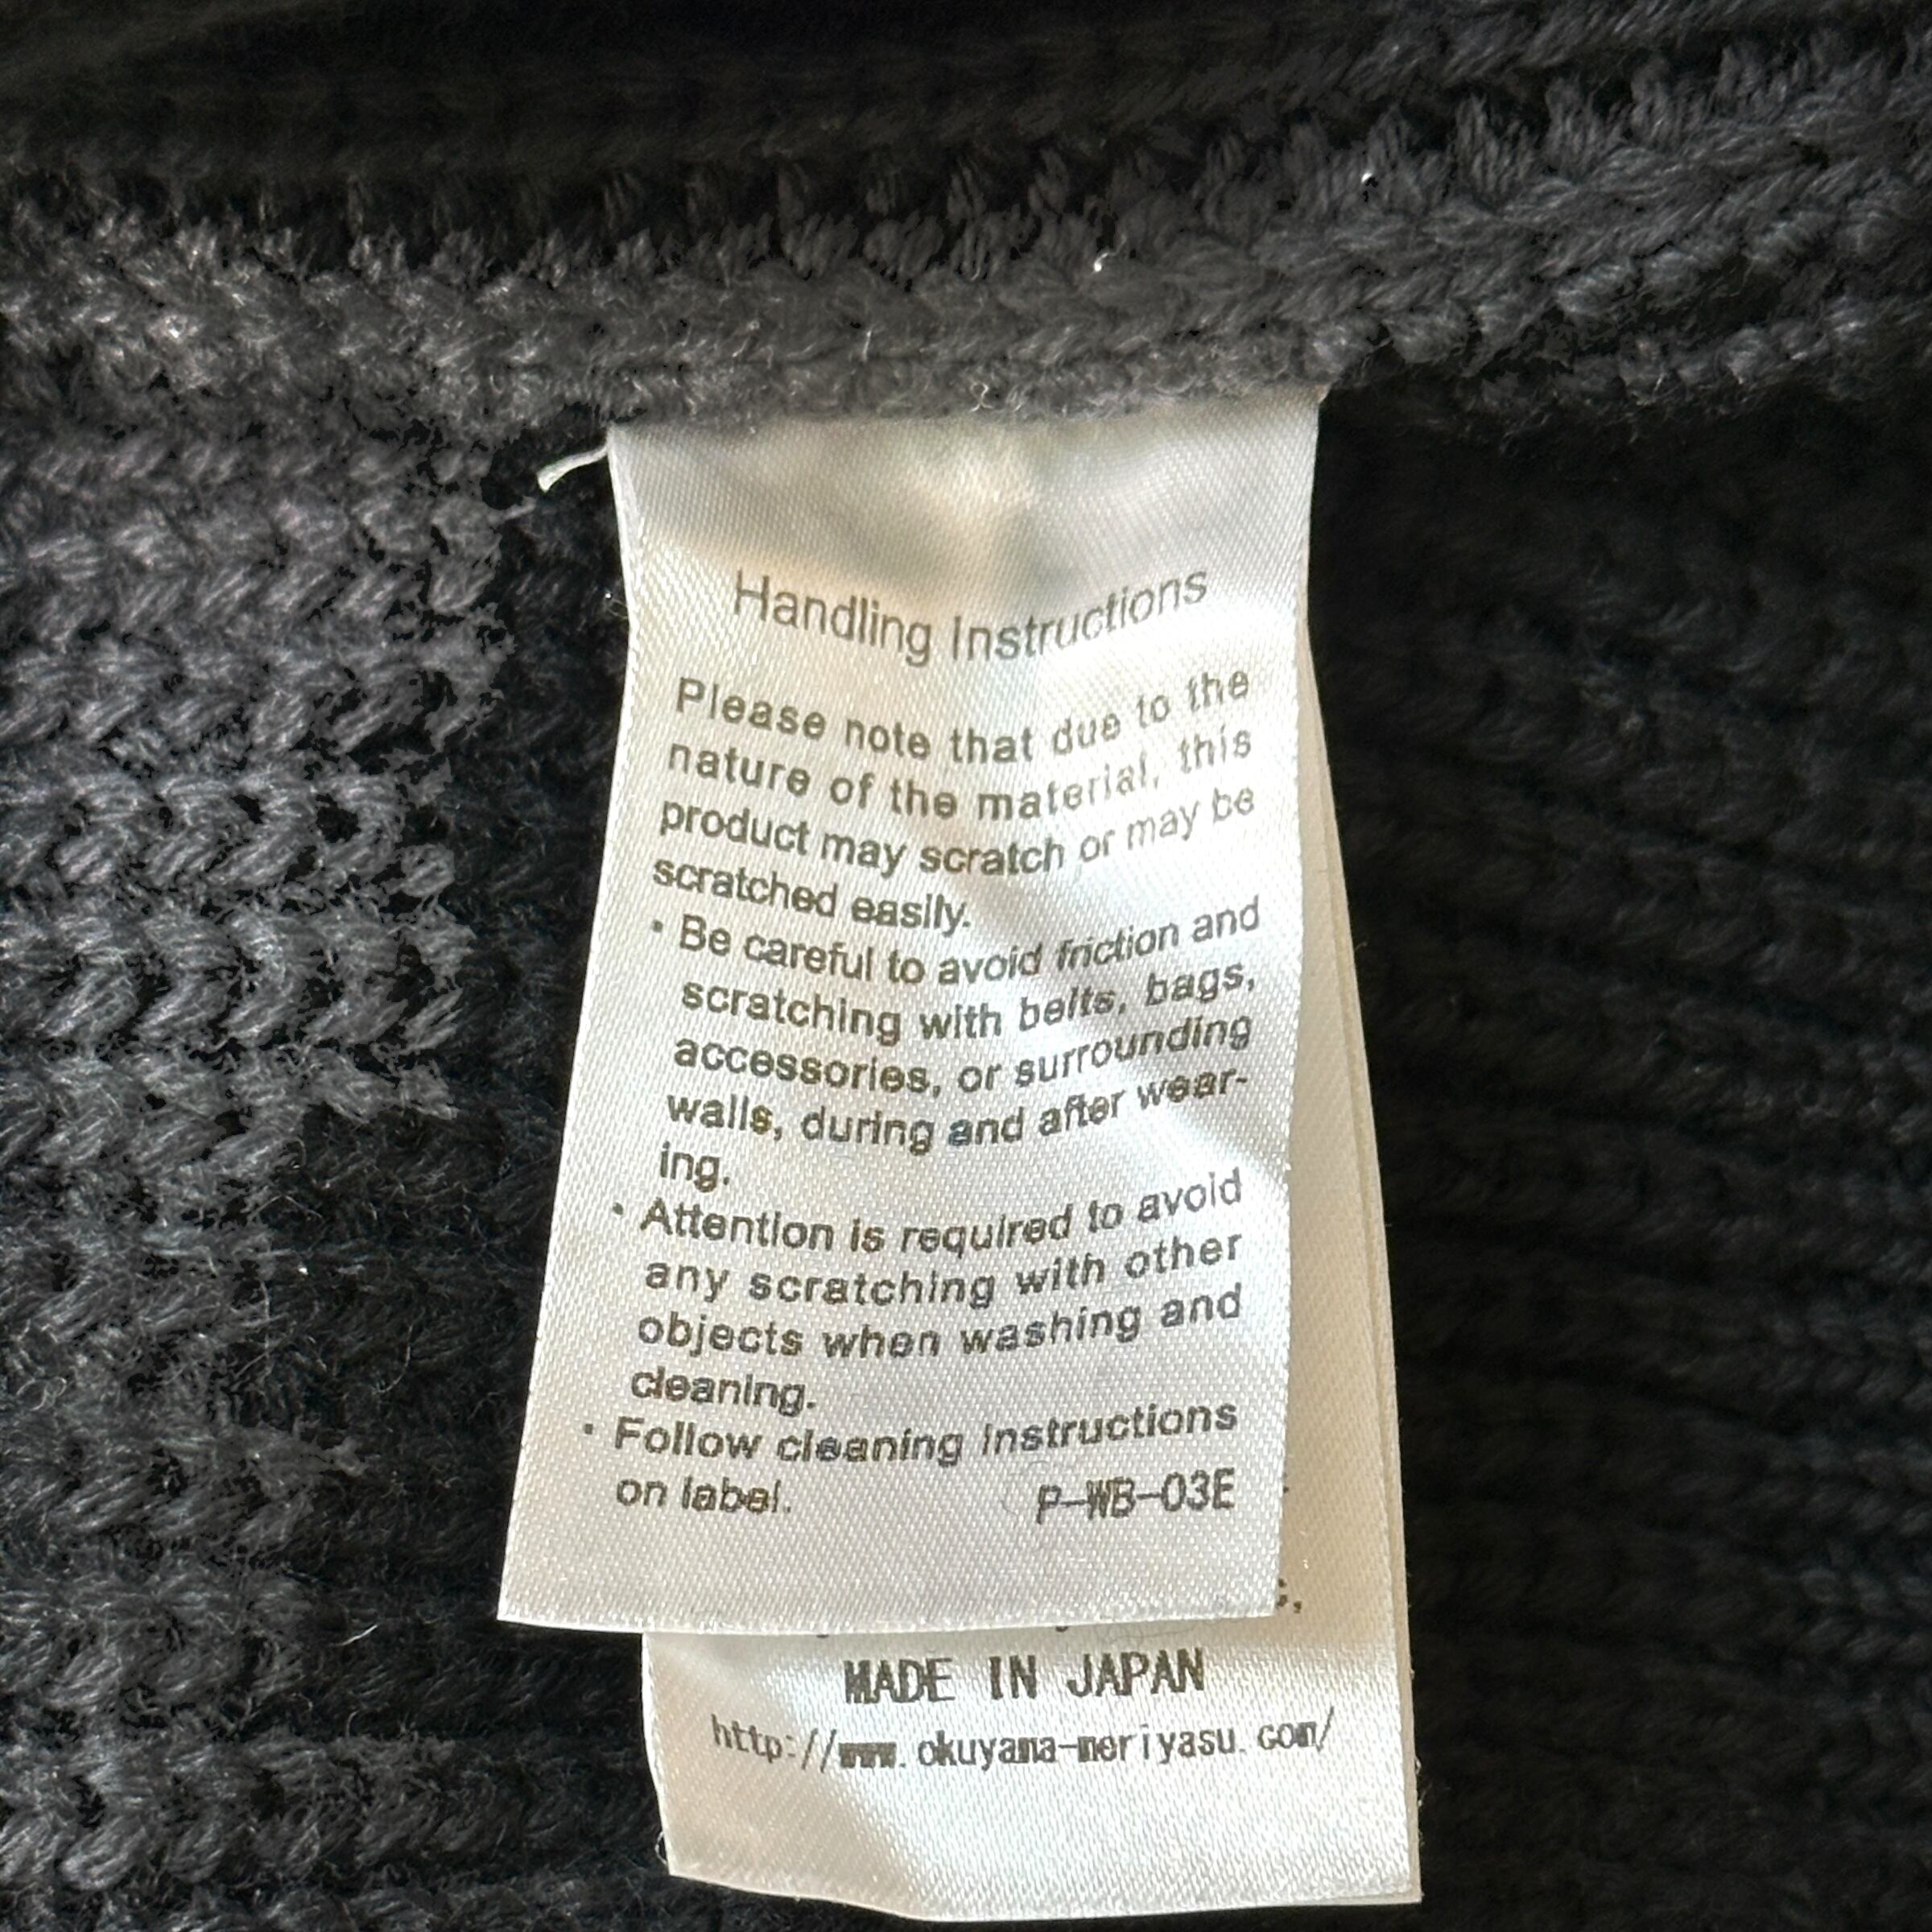 Handling Instructions
Please note that due to the
nature of the material, this
product may scratch or may be
scratched easily.
・Be careful to avoid friction and
scratching with belts, bags,
accessories, or surrounding
walls, during and after wear-
ing.
・Attention is required to avoid
any scratching with other
objects when washing and
cleaning.
・Follow cleaning instructions
on label. P-WB-03E
MADE IN JAPAN
http://www.okuyama-meriyasu.com/